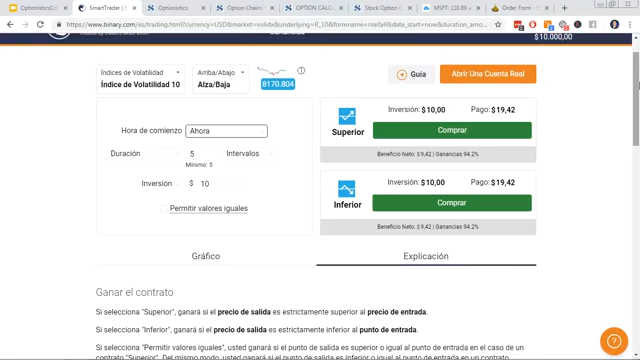 OptionisticsCo
SmartTrader |
Optionistics
Option Chain
OPTION CALC
Stock Option G
MSFT: 110.89
Order Form -
https://www.binary.com/es/trading.html?currency=USD&market=volidx&underlying=R_10&formname=risefall&date_start=now&duration_amo...
$10.000,00
Índices de Volatilidad
Índice de Volatilidad 10
Arriba/Abajo
Alza/Baja
8170.804
Guía
Abrir Una Cuenta Real
Hora de comienzo
Ahora
Duración
5
Intervalos
Mínimo: 5
Inversión
$
10
Permitir valores iguales
Superior
Inversión: $10,00
Pago: $19,42
Comprar
Beneficio Neto: $9,42 | Ganancias 94.2%
Inferior
Inversión: $10,00
Pago: $19,42
Comprar
Beneficio Neto: $9,42 | Ganancias 94.2%
Gráfico
Explicación
Ganar el contrato
Si selecciona "Superior", ganará si el precio de salida es estrictamente superior al precio de entrada.
Si selecciona "Inferior", ganará si el precio de salida es estrictamente inferior al punto de entrada.
Si selecciona "Permitir valores iguales", usted ganará si el punto de salida es superior o igual al punto de entrada en el caso de un
?